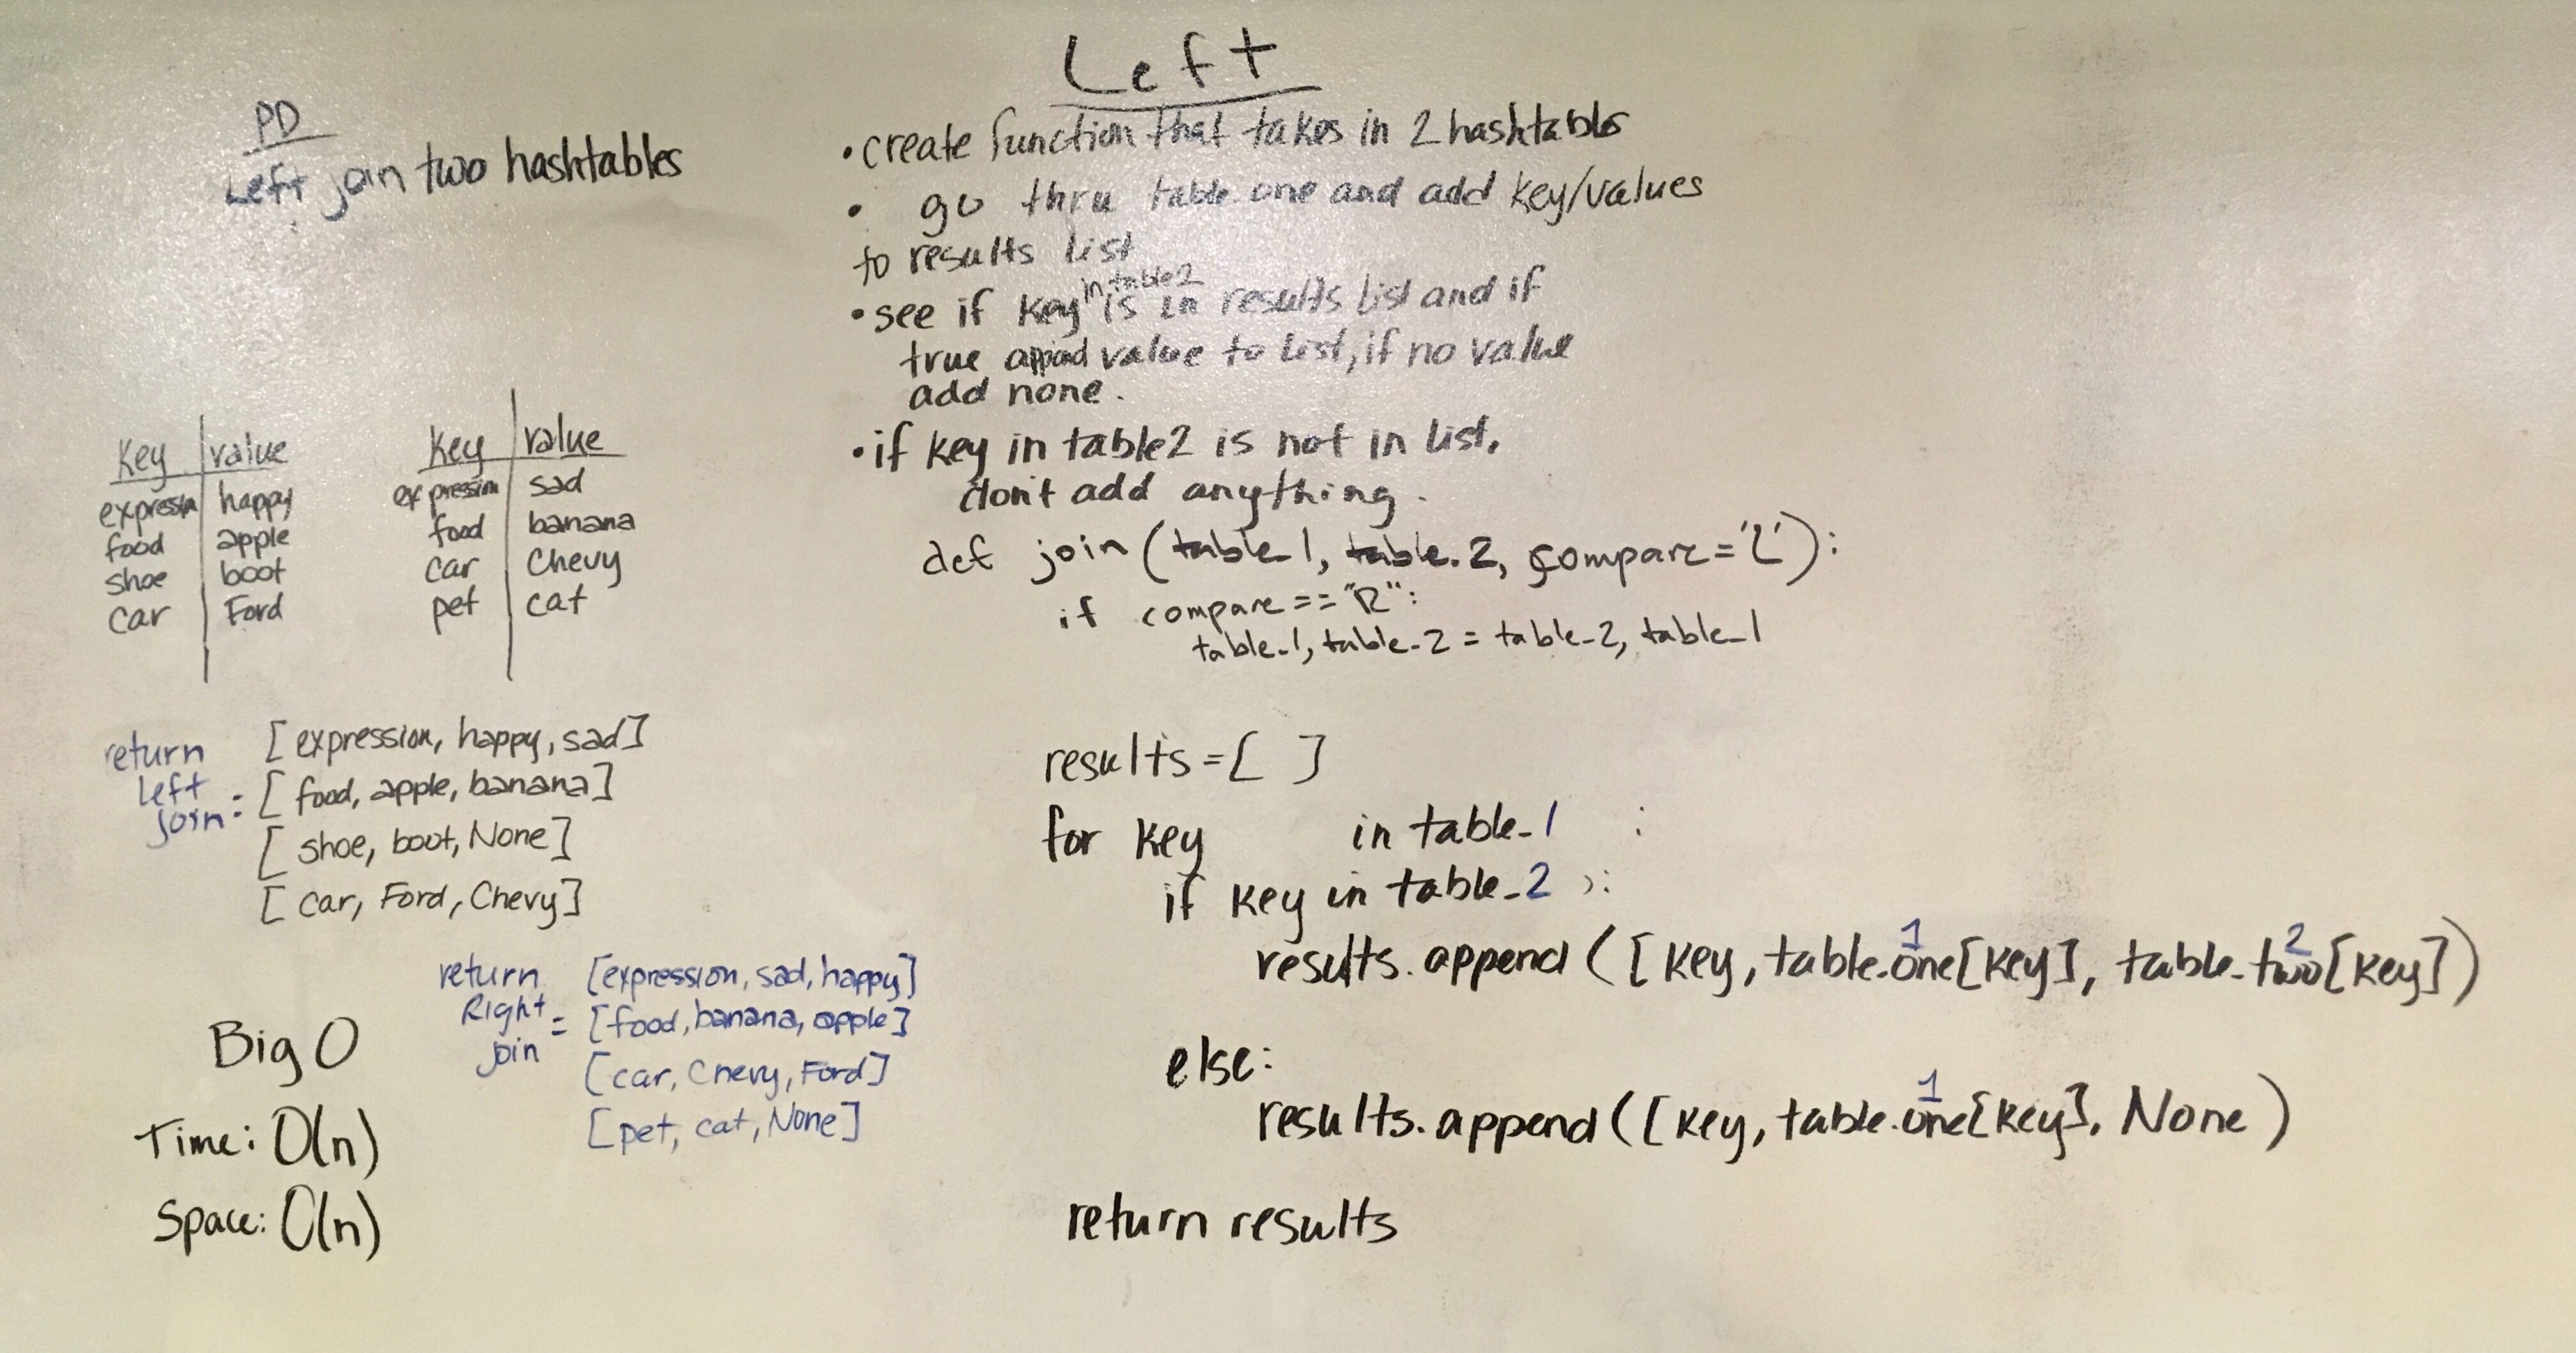 Left
PD
Left join two hashtables
Key | value
expression | happy
food | apple
shoe | boot
car | Ford
Key | value
expression | sad
food | banana
car | Chevy
pet | cat
return left join =
[expression, happy, sad]
[food, apple, banana]
[shoe, boot, None]
[car, Ford, Chevy]
return Right join =
[expression, sad, happy]
[food, banana, apple]
[car, Chevy, Ford]
[pet, cat, None]
Big O
Time: O(n)
Space: O(n)
• create function that takes in 2 hashtables
• go thru table one and add key/values
to results list
in table2
• see if key is in results list and if
true append value to list, if no value
add none.
• if key in table2 is not in list,
don't add anything.
def join (table_1, table_2, compare='L'):
if compare == "R":
table_1, table_2 = table_2, table_1
results = [ ]
for key in table_1 :
if key in table_2 ):
1 2
results.append([key, table_one[key], table_two[key]])
else:
1
results.append([key, table_one[key], None)
return results